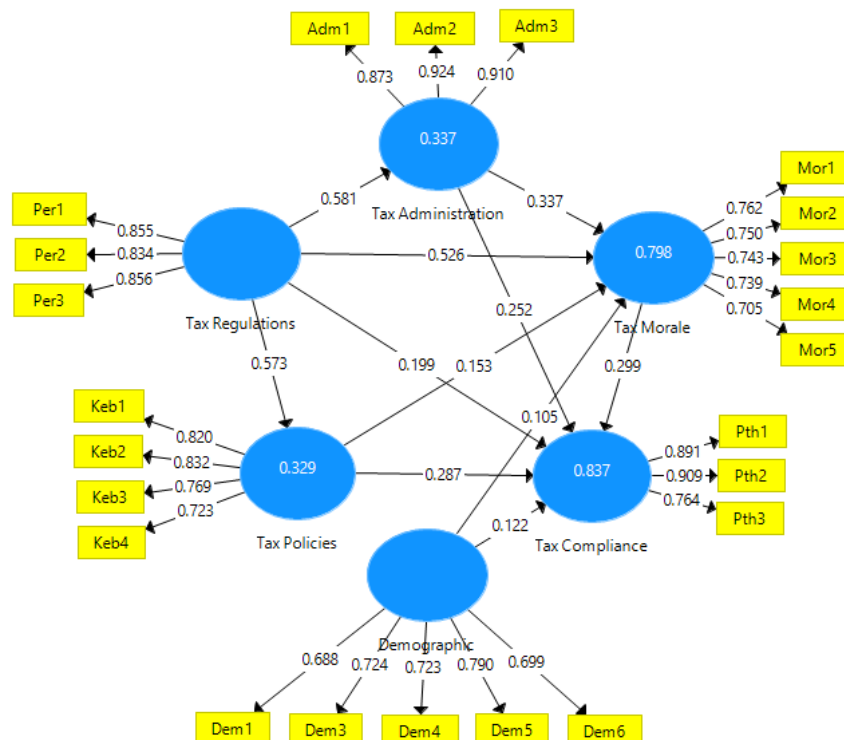 Adm1
Adm2
Adm3
0.873
0.924
0.910
0.337
Tax Administration
0.581
0.337
Per1
Per2
Per3
0.855
0.834
0.856
Tax Regulations
0.526
0.798
Tax Morale
Mor1
Mor2
Mor3
Mor4
Mor5
0.762
0.750
0.743
0.739
0.705
0.573
0.199
0.252
0.153
0.105
0.299
Keb1
Keb2
Keb3
Keb4
0.820
0.832
0.769
0.723
0.329
Tax Policies
0.287
0.837
Tax Compliance
0.891
0.909
0.764
Pth1
Pth2
Pth3
0.122
Demographic
0.688
0.724
0.723
0.790
0.699
Dem1
Dem3
Dem4
Dem5
Dem6